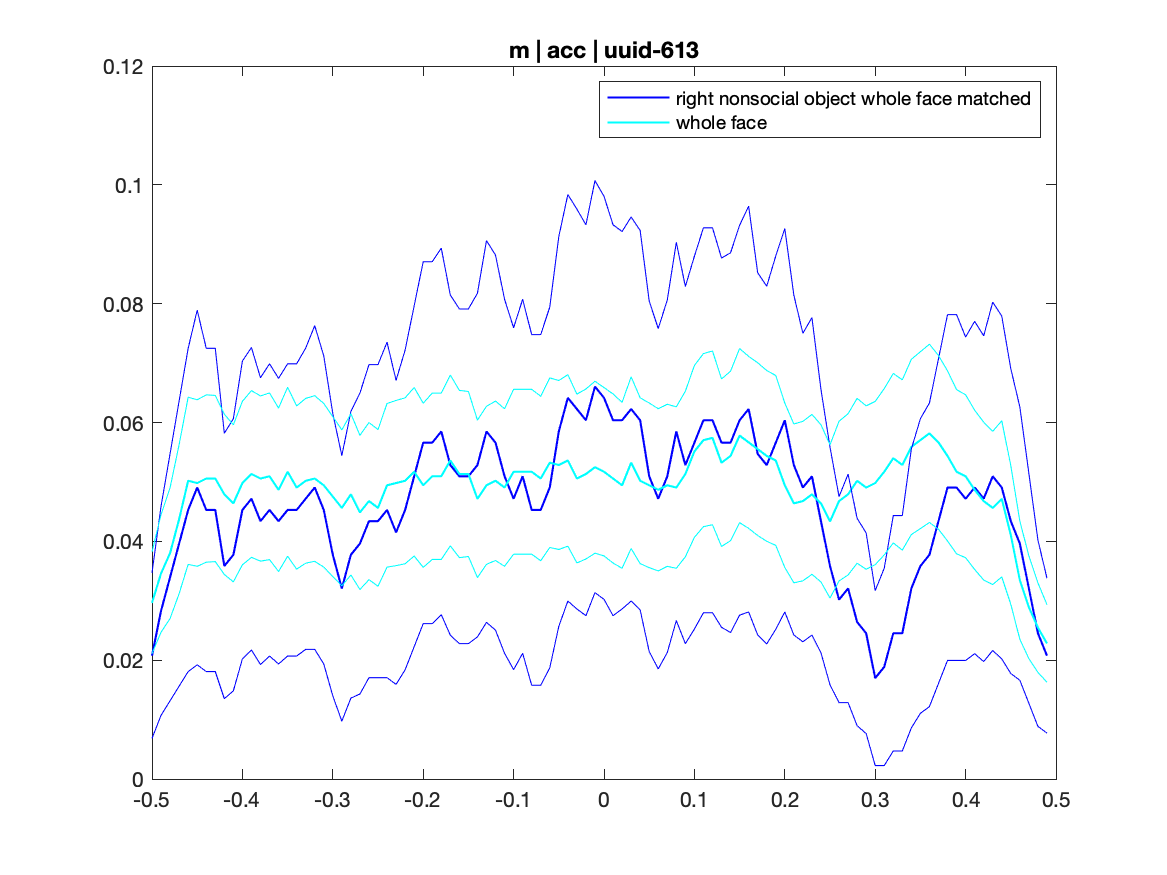 m | acc | uuid-613
0.12
0.1
0.08
0.06
0.04
0.02
0
right nonsocial object whole face matched
whole face
-0.5 -0.4 -0.3 -0.2 -0.1 0 0.1 0.2 0.3 0.4 0.5